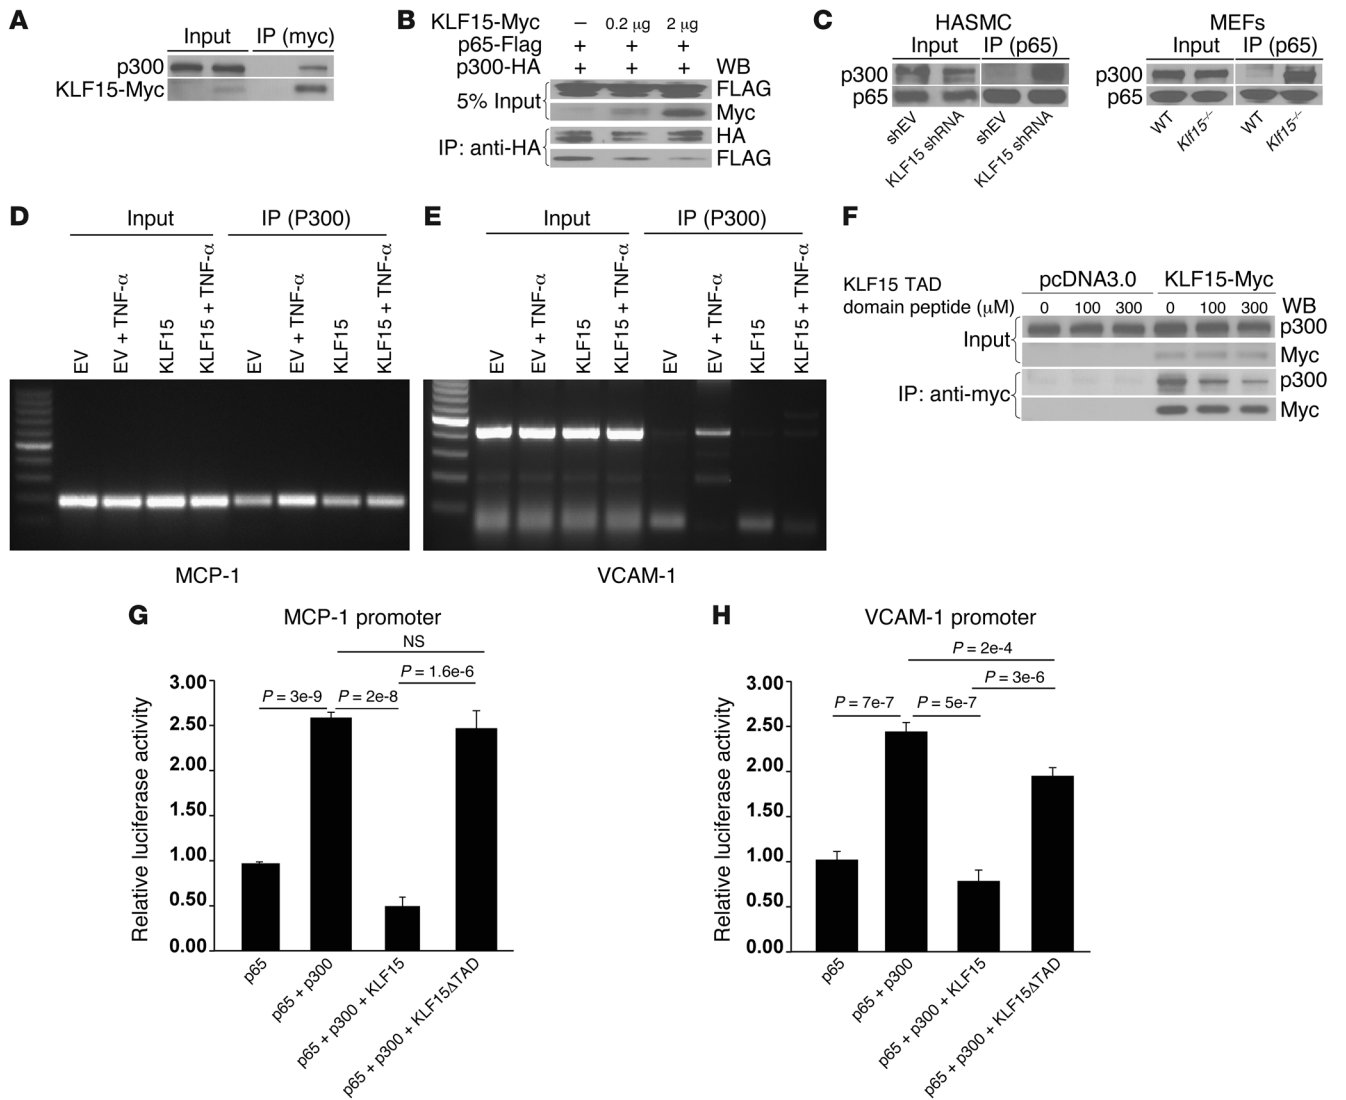 A
Input IP (myc)
p300
KLF15-Myc
B
KLF15-Myc – 0.2 µg 2 µg
p65-Flag + + +
p300-HA + + + WB
5% Input FLAG
Myc
IP: anti-HA HA
FLAG
C
HASMC
Input IP (p65)
p300
p65
shEV KLF15 shRNA shEV KLF15 shRNA
MEFs
Input IP (p65)
p300
p65
WT Klf15-/- WT Klf15-/-
D
Input IP (P300)
EV EV + TNF-α KLF15 KLF15 + TNF-α EV EV + TNF-α KLF15 KLF15 + TNF-α
MCP-1
E
Input IP (P300)
EV EV + TNF-α KLF15 KLF15 + TNF-α EV EV + TNF-α KLF15 KLF15 + TNF-α
VCAM-1
F
KLF15 TAD
domain peptide (µM)
pcDNA3.0 KLF15-Myc
0 100 300 0 100 300 WB
Input p300
Myc
IP: anti-myc p300
Myc
G
MCP-1 promoter
NS
P = 1.6e-6
P = 3e-9 P = 2e-8
Relative luciferase activity
3.00
2.50
2.00
1.50
1.00
0.50
0.00
p65
p65 + p300
p65 + p300 + KLF15
p65 + p300 + KLF15ΔTAD
H
VCAM-1 promoter
P = 2e-4
P = 3e-6
P = 7e-7 P = 5e-7
Relative luciferase activity
3.00
2.50
2.00
1.50
1.00
0.50
0.00
p65
p65 + p300
p65 + p300 + KLF15
p65 + p300 + KLF15ΔTAD